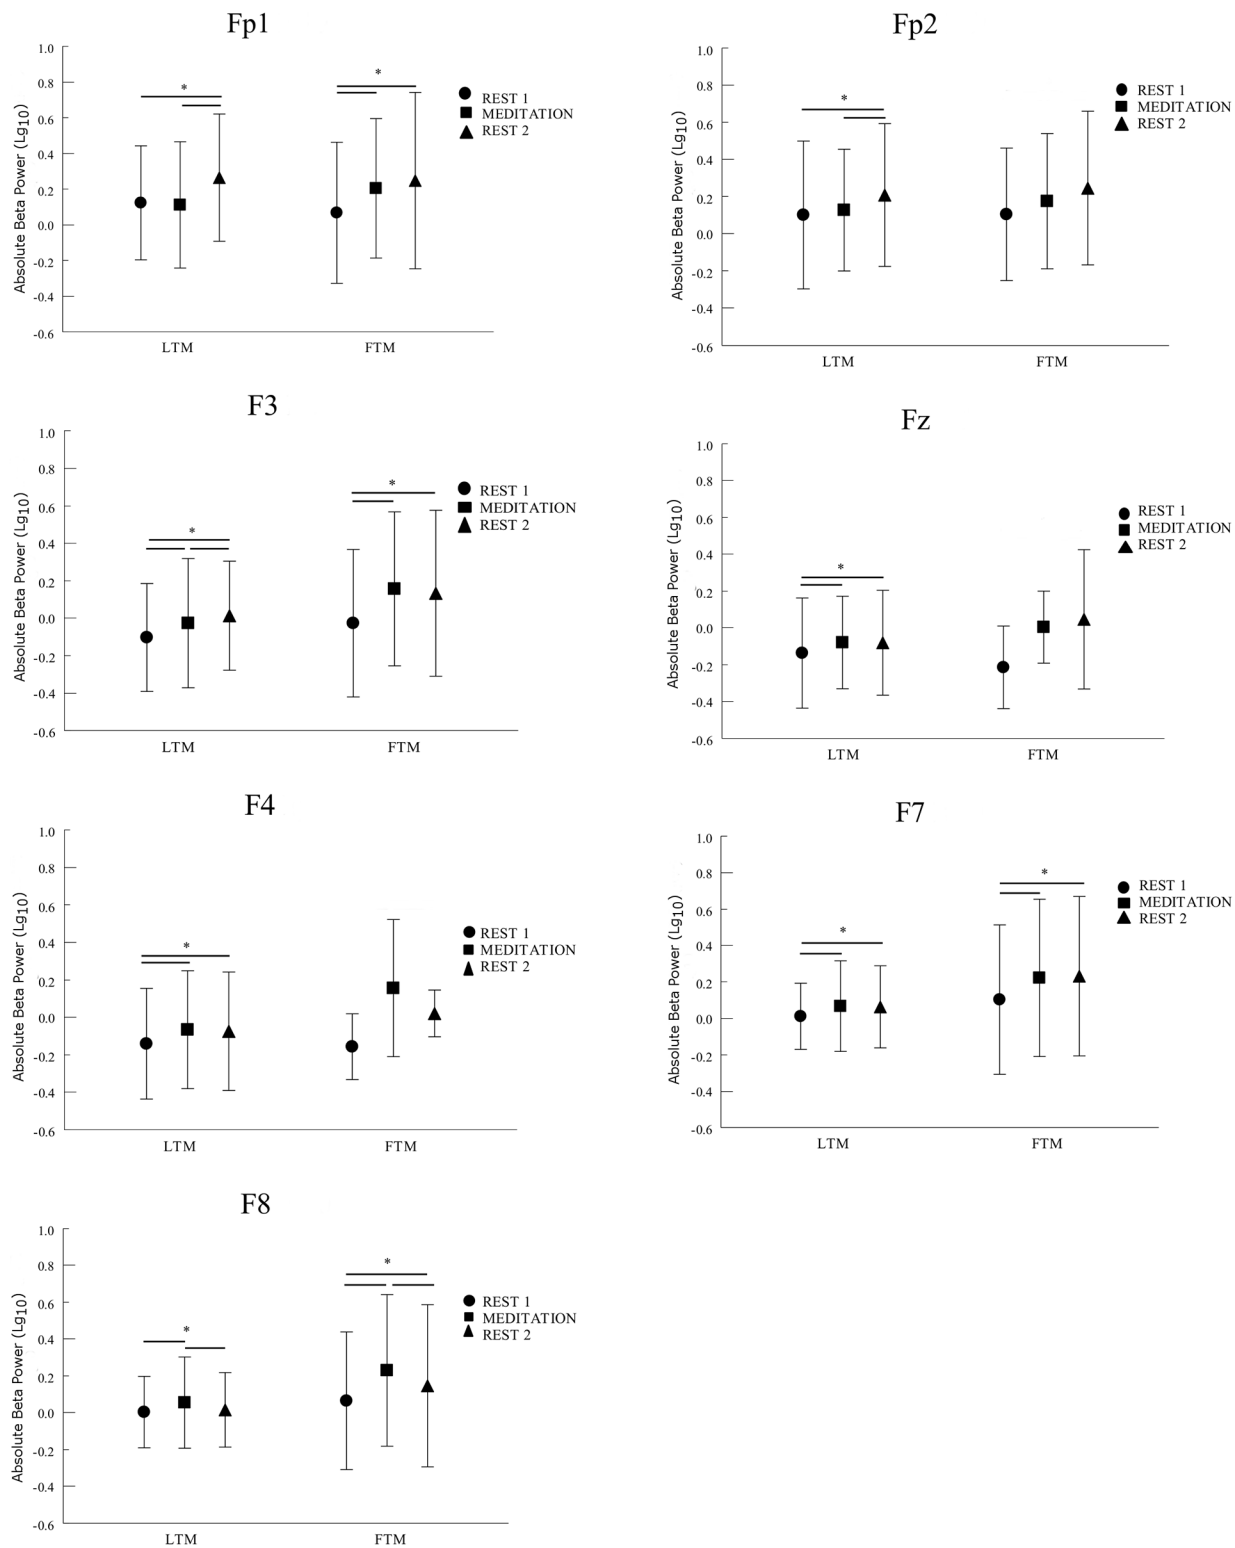 Fp1
1.0
0.8
0.6
0.4
0.2
0.0
-0.2
-0.4
-0.6
Absolute Beta Power (Lg10)
*
*
REST 1
MEDITATION
REST 2
LTM
FTM
Fp2
1.0
0.8
0.6
0.4
0.2
0.0
-0.2
-0.4
-0.6
Absolute Beta Power (Lg10)
*
REST 1
MEDITATION
REST 2
LTM
FTM
F3
1.0
0.8
0.6
0.4
0.2
0.0
-0.2
-0.4
-0.6
Absolute Beta Power (Lg10)
*
*
REST 1
MEDITATION
REST 2
LTM
FTM
Fz
1.0
0.8
0.6
0.4
0.2
0.0
-0.2
-0.4
-0.6
Absolute Beta Power (Lg10)
*
REST 1
MEDITATION
REST 2
LTM
FTM
F4
1.0
0.8
0.6
0.4
0.2
0.0
-0.2
-0.4
-0.6
Absolute Beta Power (Lg10)
*
REST 1
MEDITATION
REST 2
LTM
FTM
F7
1.0
0.8
0.6
0.4
0.2
0.0
-0.2
-0.4
-0.6
Absolute Beta Power (Lg10)
*
*
REST 1
MEDITATION
REST 2
LTM
FTM
F8
1.0
0.8
0.6
0.4
0.2
0.0
-0.2
-0.4
-0.6
Absolute Beta Power (Lg10)
*
*
REST 1
MEDITATION
REST 2
LTM
FTM